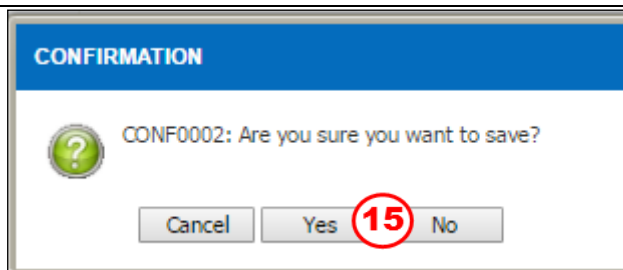 CONFIRMATION
CONF0002: Are you sure you want to save?
Cancel Yes 15 No